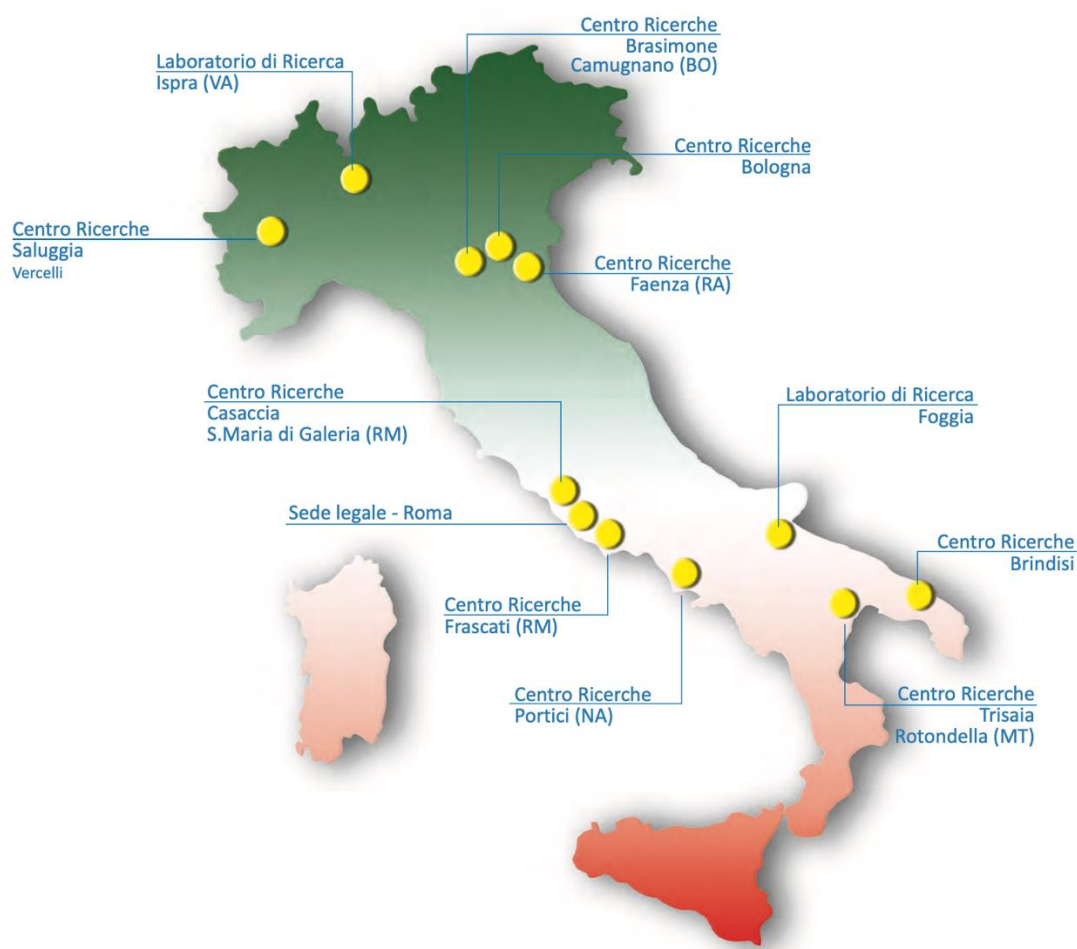 Centro Ricerche
Brasimone
Camugnano (BO)
Laboratorio di Ricerca
Ispra (VA)
Centro Ricerche
Bologna
Centro Ricerche
Saluggia
Vercelli
Centro Ricerche
Faenza (RA)
Centro Ricerche
Casaccia
S.Maria di Galeria (RM)
Laboratorio di Ricerca
Foggia
Sede legale - Roma
Centro Ricerche
Brindisi
Centro Ricerche
Frascati (RM)
Centro Ricerche
Portici (NA)
Centro Ricerche
Trisaia
Rotondella (MT)